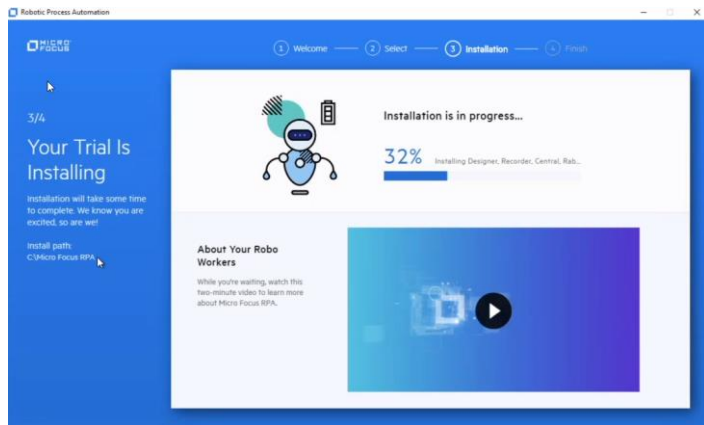 Robotic Process Automation
MICRO
FOCUS
1 Welcome
2 Select
3 Installation
4 Finish
3/4
Your Trial Is
Installing
Installation will take some time
to complete. We know you are
excited, so are we!
Install path:
C:\Micro Focus RPA
Installation is in progress...
32% Installing Designer, Recorder, Central, Rab...
About Your Robo
Workers
While you're waiting, watch this
two-minute video to learn more
about Micro Focus RPA.